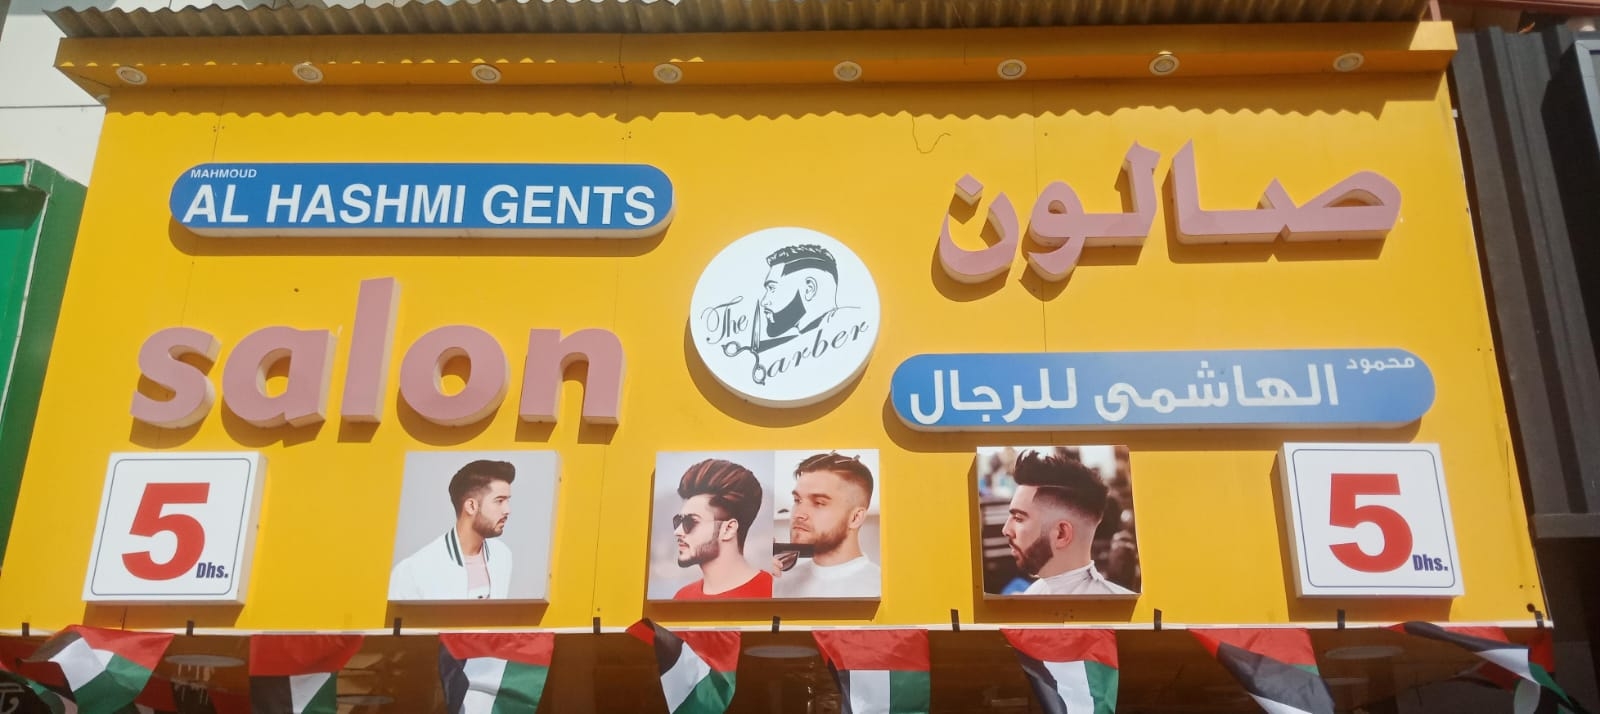 MAHMOUD
AL HASHMI GENTS
salon
The Barber
صالون
محمود
الهاشمى للرجال
5 Dhs.
5 Dhs.